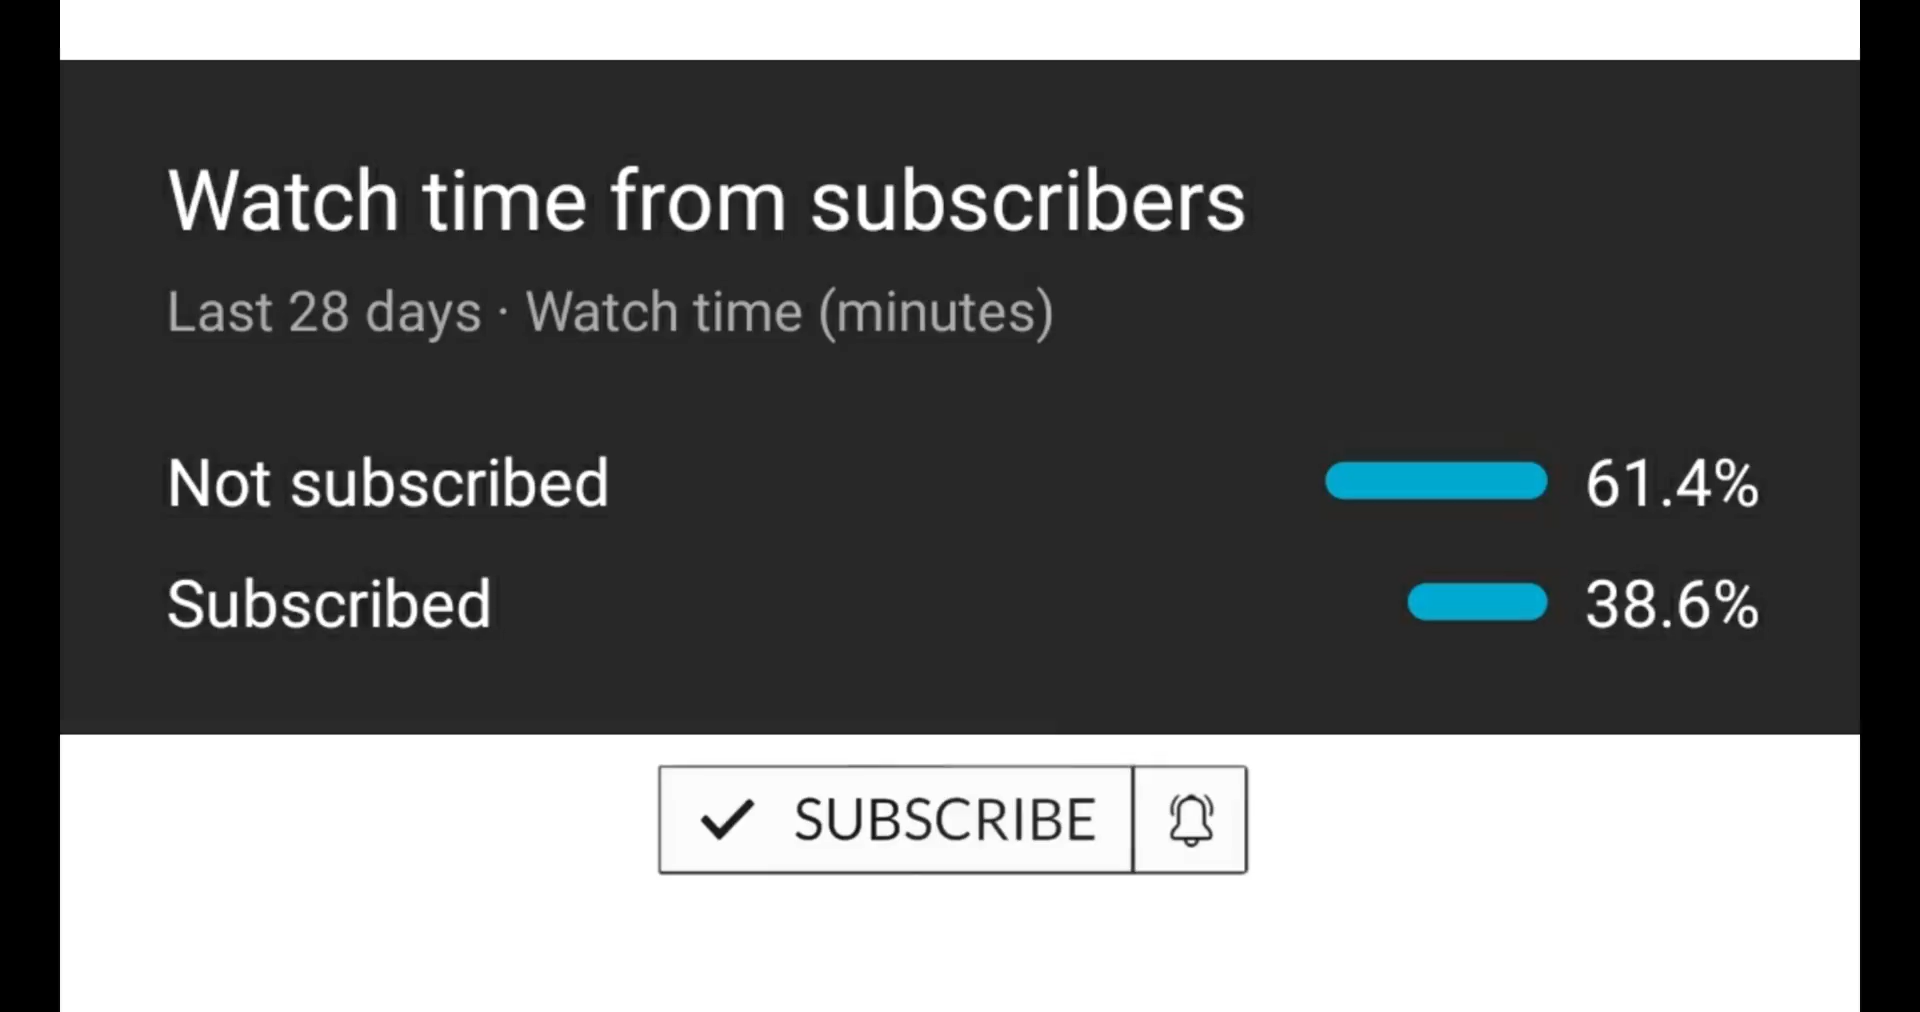 Watch time from subscribers
Last 28 days · Watch time (minutes)
Not subscribed 61.4%
Subscribed 38.6%
SUBSCRIBE